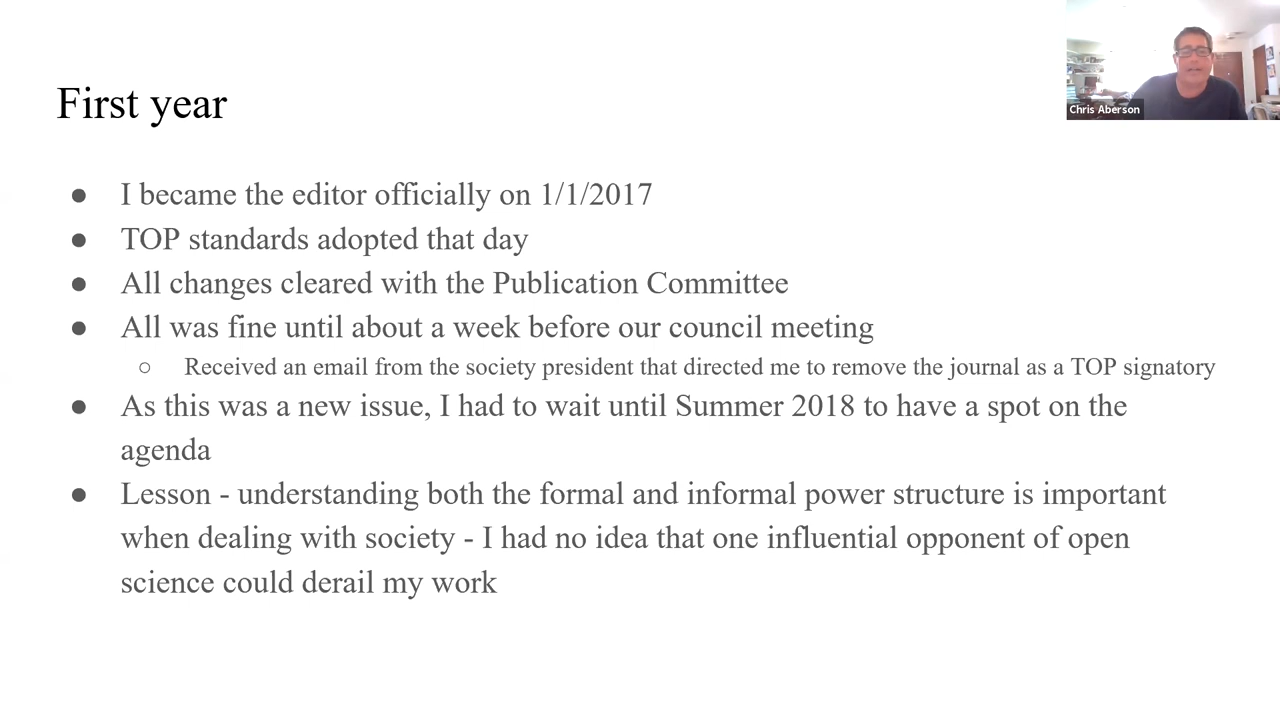 Chris Aberson
First year
● I became the editor officially on 1/1/2017
● TOP standards adopted that day
● All changes cleared with the Publication Committee
● All was fine until about a week before our council meeting
○ Received an email from the society president that directed me to remove the journal as a TOP signatory
● As this was a new issue, I had to wait until Summer 2018 to have a spot on the
agenda
● Lesson - understanding both the formal and informal power structure is important
when dealing with society - I had no idea that one influential opponent of open
science could derail my work